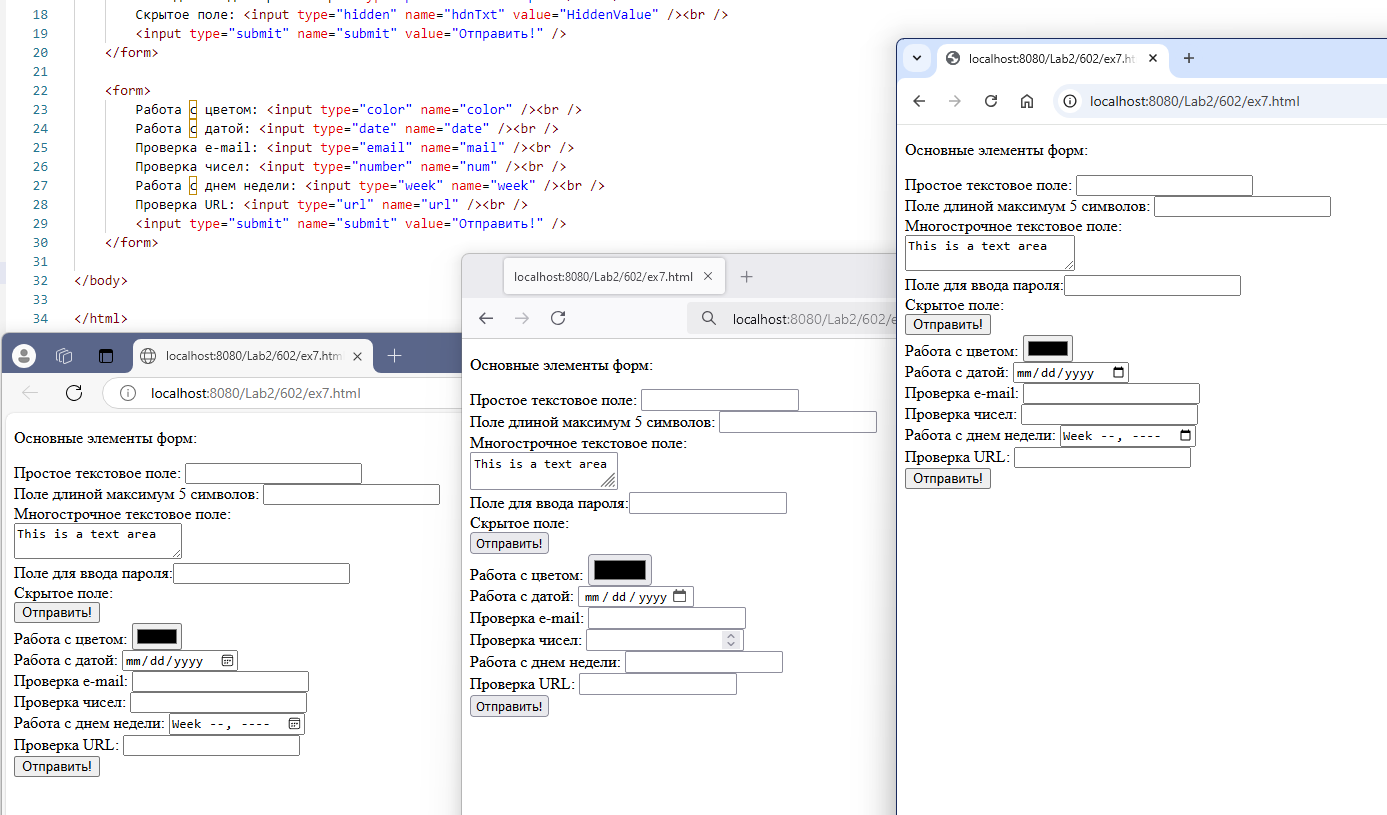 18 Скрытое поле: <input type="hidden" name="hdnTxt" value="HiddenValue" /><br />
19 <input type="submit" name="submit" value="Отправить!" />
20 </form>
21
22 <form>
23 Работа с цветом: <input type="color" name="color" /><br />
24 Работа с датой: <input type="date" name="date" /><br />
25 Проверка e-mail: <input type="email" name="mail" /><br />
26 Проверка чисел: <input type="number" name="num" /><br />
27 Работа с днем недели: <input type="week" name="week" /><br />
28 Проверка URL: <input type="url" name="url" /><br />
29 <input type="submit" name="submit" value="Отправить!" />
30 </form>
31
32 </body>
33
34 </html>
localhost:8080/Lab2/602/ex7.html
localhost:8080/Lab2/602/ex7.html
Основные элементы форм:
Простое текстовое поле:
Поле длиной максимум 5 символов:
Многострочное текстовое поле:
This is a text area
Поле для ввода пароля:
Скрытое поле:
Отправить!
Работа с цветом:
Работа с датой: mm/dd/yyyy
Проверка e-mail:
Проверка чисел:
Работа с днем недели: Week --, ----
Проверка URL:
Отправить!
localhost:8080/Lab2/602/ex7.html
localhost:8080/Lab2/602/e
Основные элементы форм:
Простое текстовое поле:
Поле длиной максимум 5 символов:
Многострочное текстовое поле:
This is a text area
Поле для ввода пароля:
Скрытое поле:
Отправить!
Работа с цветом:
Работа с датой: mm / dd / yyyy
Проверка e-mail:
Проверка чисел:
Работа с днем недели:
Проверка URL:
Отправить!
localhost:8080/Lab2/602/ex7.ht
localhost:8080/Lab2/602/ex7.html
Основные элементы форм:
Простое текстовое поле:
Поле длиной максимум 5 символов:
Многострочное текстовое поле:
This is a text area
Поле для ввода пароля:
Скрытое поле:
Отправить!
Работа с цветом:
Работа с датой: mm/dd/yyyy
Проверка e-mail:
Проверка чисел:
Работа с днем недели: Week --, ----
Проверка URL:
Отправить!